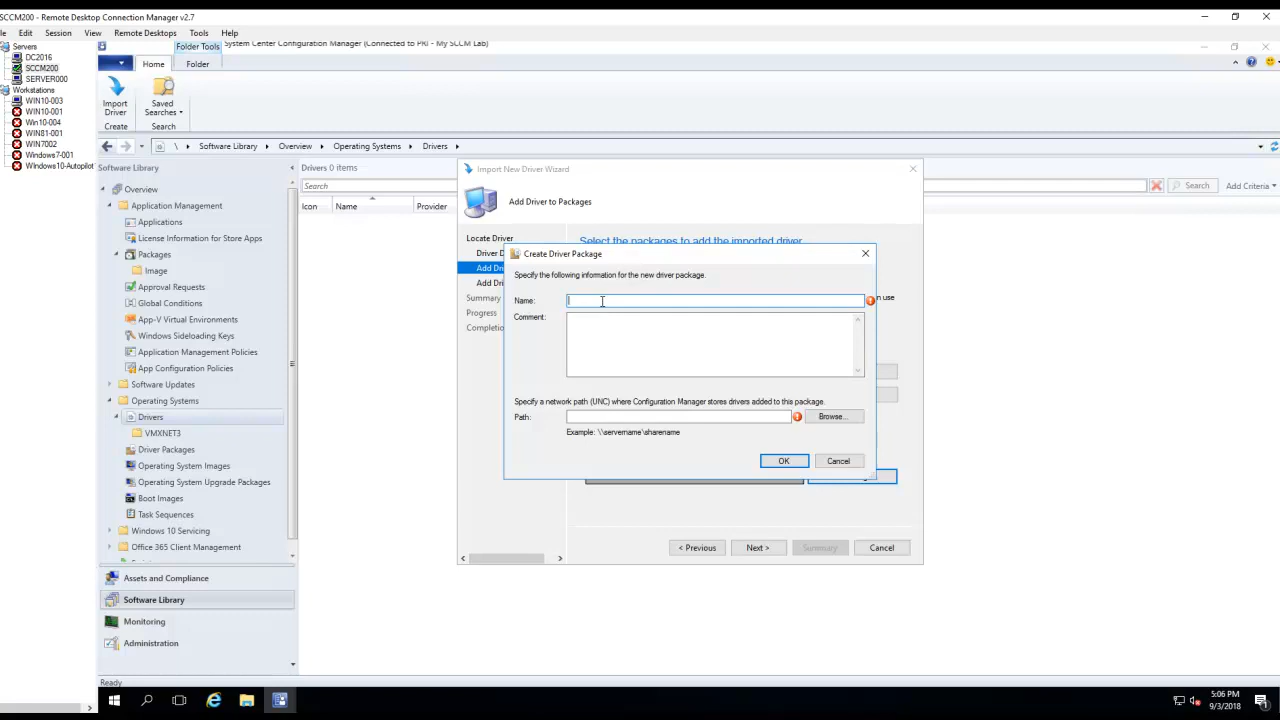 SCCM200 - Remote Desktop Connection Manager v2.7
le Edit Session View Remote Desktops Tools Help
Servers
DC2016
SCCM200
SERVER000
Workstations
WIN10-003
WIN10-001
Win10-004
WIN81-001
WIN7002
Windows7-001
Windows10-Autopilot
Folder Tools
System Center Configuration Manager (Connected to PRI - My SCCM Lab)
Home Folder
Import Driver
Saved Searches
Create Search
\ Software Library Overview Operating Systems Drivers
Software Library
Overview
Application Management
Applications
License Information for Store Apps
Packages
Image
Approval Requests
Global Conditions
App-V Virtual Environments
Windows Sideloading Keys
Application Management Policies
App Configuration Policies
Software Updates
Operating Systems
Drivers
VMXNET3
Driver Packages
Operating System Images
Operating System Upgrade Packages
Boot Images
Task Sequences
Windows 10 Servicing
Office 365 Client Management
Assets and Compliance
Software Library
Monitoring
Administration
Drivers 0 items
Search
Search Add Criteria
Icon Name Provider
Import New Driver Wizard
Add Driver to Packages
Locate Driver
Driver D
Add Dri
Add Dri
Summary
Progress
Completio
Select the packages to add the imported driver
n use
Create Driver Package
Specify the following information for the new driver package.
Name:
Comment:
Specify a network path (UNC) where Configuration Manager stores drivers added to this package.
Path:
Browse...
Example: \\servername\sharename
OK Cancel
< Previous Next > Summary Cancel
Ready
5:06 PM
9/3/2018